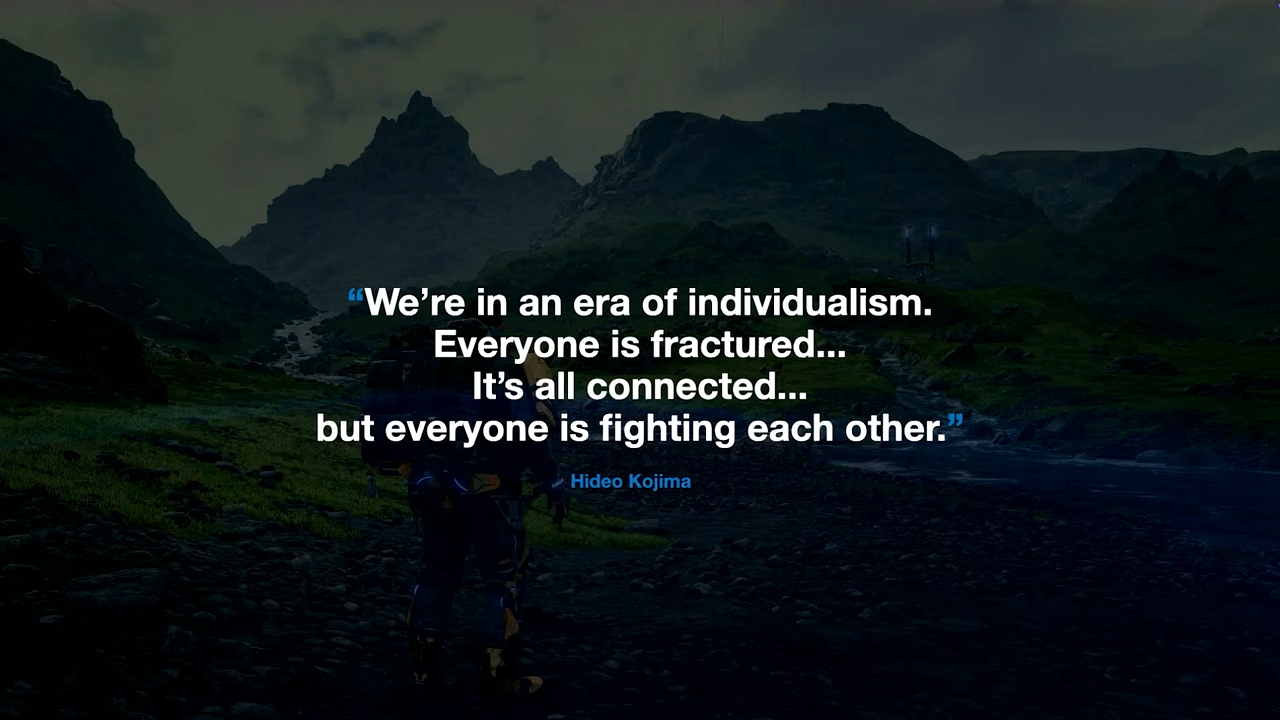 “We’re in an era of individualism.
Everyone is fractured...
It’s all connected...
but everyone is fighting each other.”
Hideo Kojima